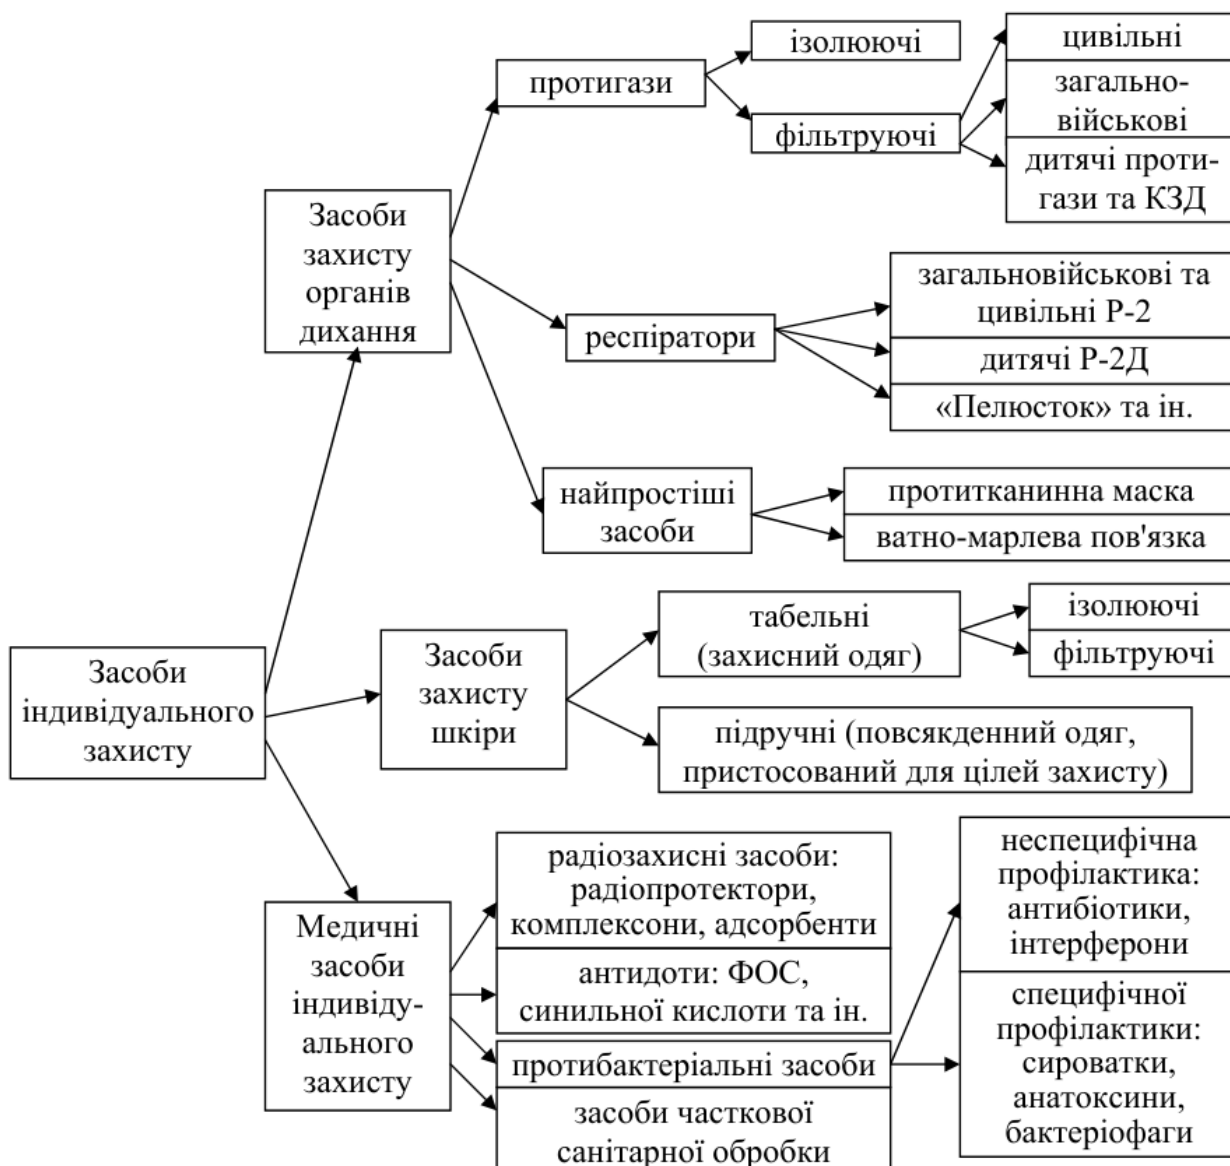 ізолюючі
цивільні
протигази
загально-
військові
фільтруючі
дитячі проти-
гази та КЗД
Засоби
захисту
органів
дихання
загальновійськові та
цивільні Р-2
респіратори
дитячі Р-2Д
«Пелюсток» та ін.
найпростіші
засоби
протитканинна маска
ватно-марлева пов'язка
Засоби
індивідуального
захисту
Засоби
захисту
шкіри
табельні
(захисний одяг)
ізолюючі
фільтруючі
підручні (повсякденний одяг,
пристосований для цілей захисту)
Медичні
засоби
індивіду-
ального
захисту
радіозахисні засоби:
радіопротектори,
комплексони, адсорбенти
антидоти: ФОС,
синильної кислоти та ін.
протибактеріальні засоби
засоби часткової
санітарної обробки
неспецифічна
профілактика:
антибіотики,
інтерферони
специфічної
профілактики:
сироватки,
анатоксини,
бактеріофаги